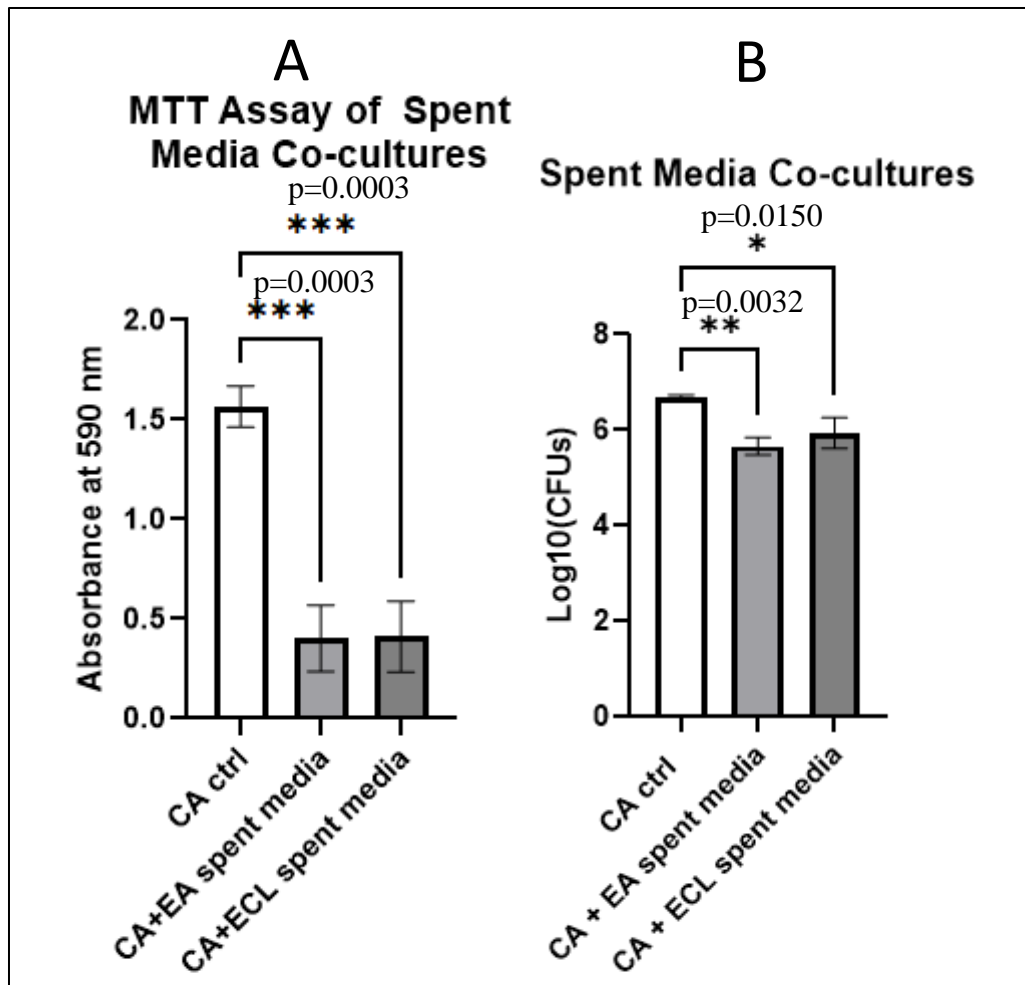 A
MTT Assay of Spent
Media Co-cultures
p=0.0003
***
p=0.0003
***
2.0
1.5
1.0
0.5
0.0
Absorbance at 590 nm
CA ctrl
CA+EA spent media
CA+ECL spent media
B
Spent Media Co-cultures
p=0.0150
*
p=0.0032
**
8
6
4
2
0
Log10(CFUs)
CA ctrl
CA + EA spent media
CA + ECL spent media